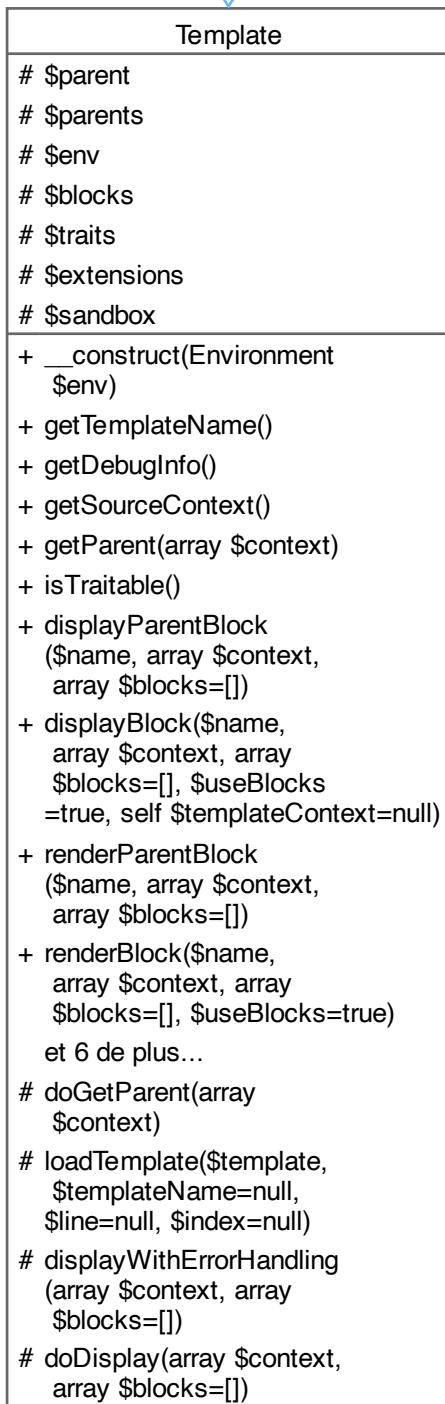 Template
# $parent
# $parents
# $env
# $blocks
# $traits
# $extensions
# $sandbox
+ __construct(Environment
$env)
+ getTemplateName()
+ getDebugInfo()
+ getSourceContext()
+ getParent(array $context)
+ isTraitable()
+ displayParentBlock
($name, array $context,
array $blocks=[])
+ displayBlock($name,
array $context, array
$blocks=[], $useBlocks
=true, self $templateContext=null)
+ renderParentBlock
($name, array $context,
array $blocks=[])
+ renderBlock($name,
array $context, array
$blocks=[], $useBlocks=true)
et 6 de plus...
# doGetParent(array
$context)
# loadTemplate($template,
$templateName=null,
$line=null, $index=null)
# displayWithErrorHandling
(array $context, array
$blocks=[])
# doDisplay(array $context,
array $blocks=[])